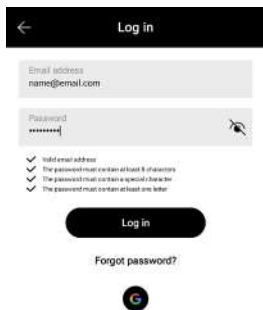 Log in
Email address
name@email.com
Password
•••••••••
Valid email address
The password must contain at least 8 characters
The password must contain a special character
The password must contain at least one letter
Log in
Forgot password?
G